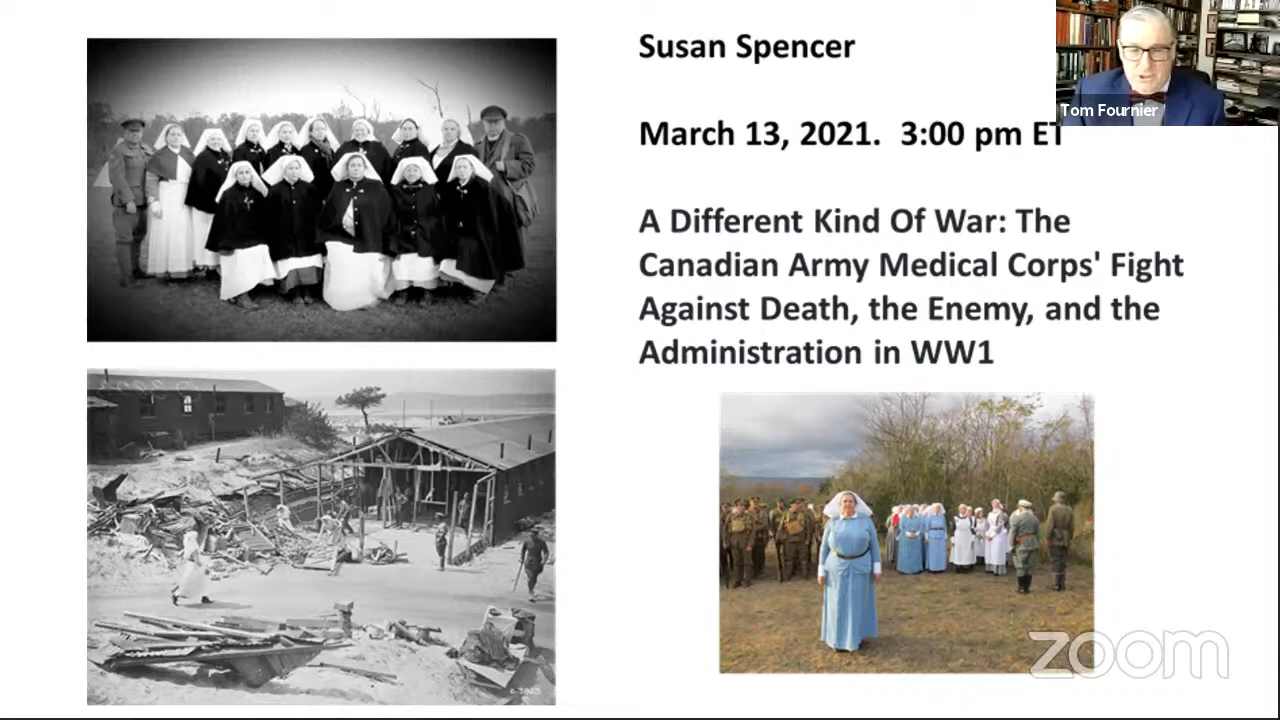 Susan Spencer
Tom Fournier
March 13, 2021. 3:00 pm ET
A Different Kind Of War: The
Canadian Army Medical Corps' Fight
Against Death, the Enemy, and the
Administration in WW1
zoom